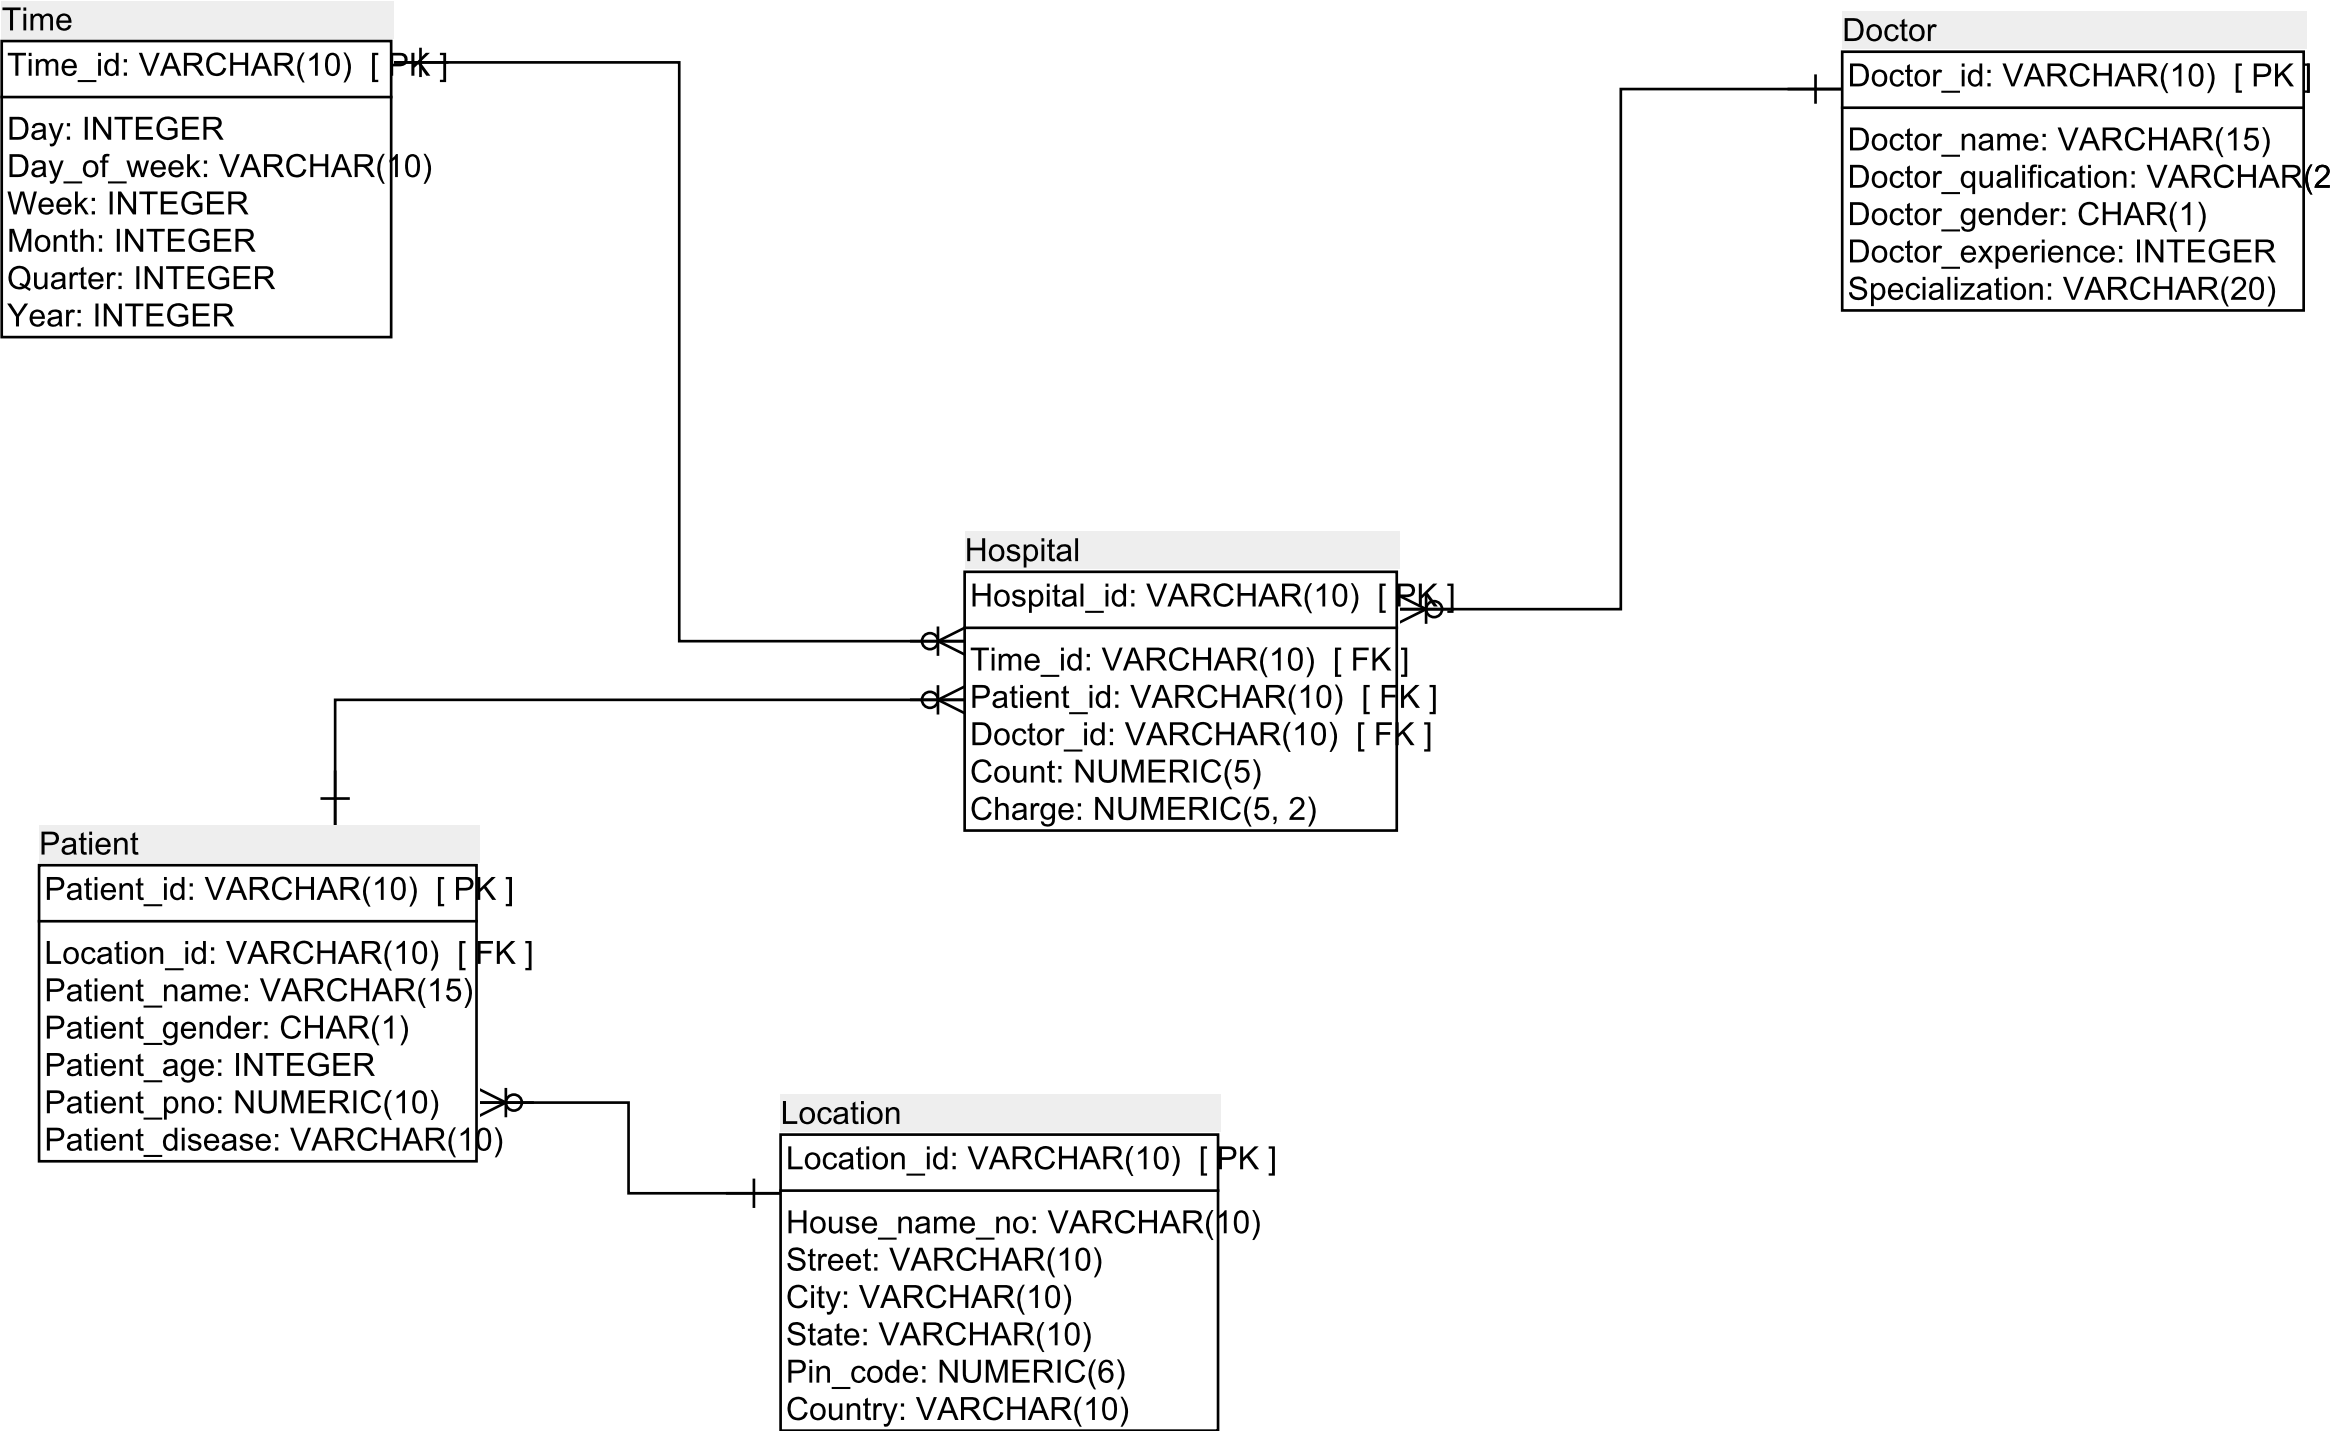 Time
Time_id: VARCHAR(10) [ PK ]
Day: INTEGER
Day_of_week: VARCHAR(10)
Week: INTEGER
Month: INTEGER
Quarter: INTEGER
Year: INTEGER
Doctor
Doctor_id: VARCHAR(10) [ PK ]
Doctor_name: VARCHAR(15)
Doctor_qualification: VARCHAR(2
Doctor_gender: CHAR(1)
Doctor_experience: INTEGER
Specialization: VARCHAR(20)
Hospital
Hospital_id: VARCHAR(10) [ PK ]
Time_id: VARCHAR(10) [ FK ]
Patient_id: VARCHAR(10) [ FK ]
Doctor_id: VARCHAR(10) [ FK ]
Count: NUMERIC(5)
Charge: NUMERIC(5, 2)
Patient
Patient_id: VARCHAR(10) [ PK ]
Location_id: VARCHAR(10) [ FK ]
Patient_name: VARCHAR(15)
Patient_gender: CHAR(1)
Patient_age: INTEGER
Patient_pno: NUMERIC(10)
Patient_disease: VARCHAR(10)
Location
Location_id: VARCHAR(10) [ PK ]
House_name_no: VARCHAR(10)
Street: VARCHAR(10)
City: VARCHAR(10)
State: VARCHAR(10)
Pin_code: NUMERIC(6)
Country: VARCHAR(10)